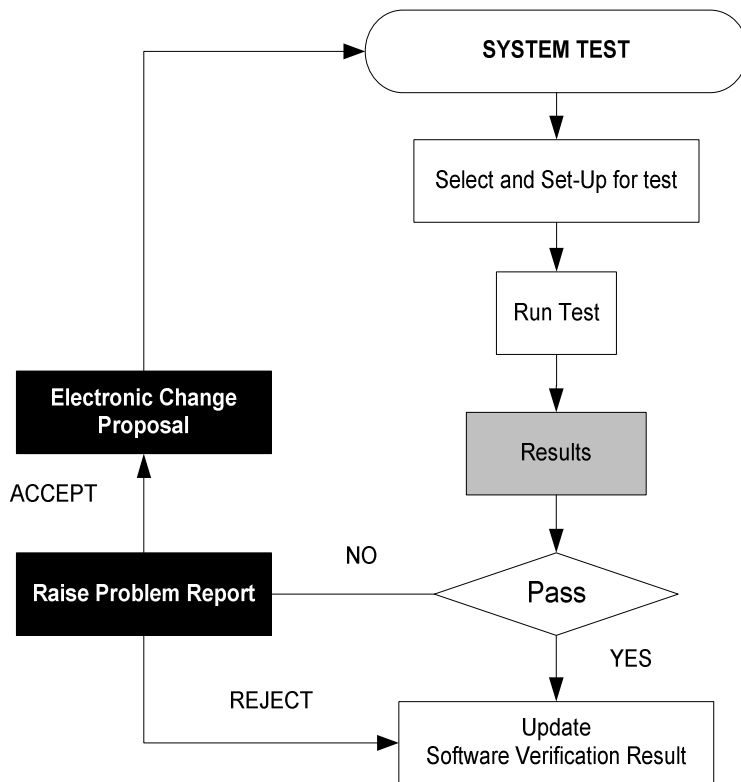 SYSTEM TEST
Select and Set-Up for test
Run Test
Electronic Change
Proposal
Results
ACCEPT
NO
Raise Problem Report
Pass
YES
REJECT
Update
Software Verification Result